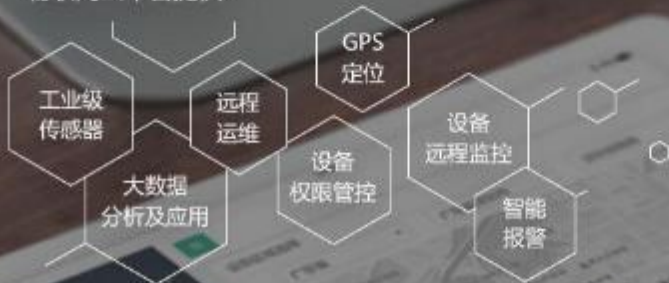 GPS
定位
工业级
传感器
远程
运维
设备
远程监控
设备
权限管控
大数据
分析及应用
智能
报警